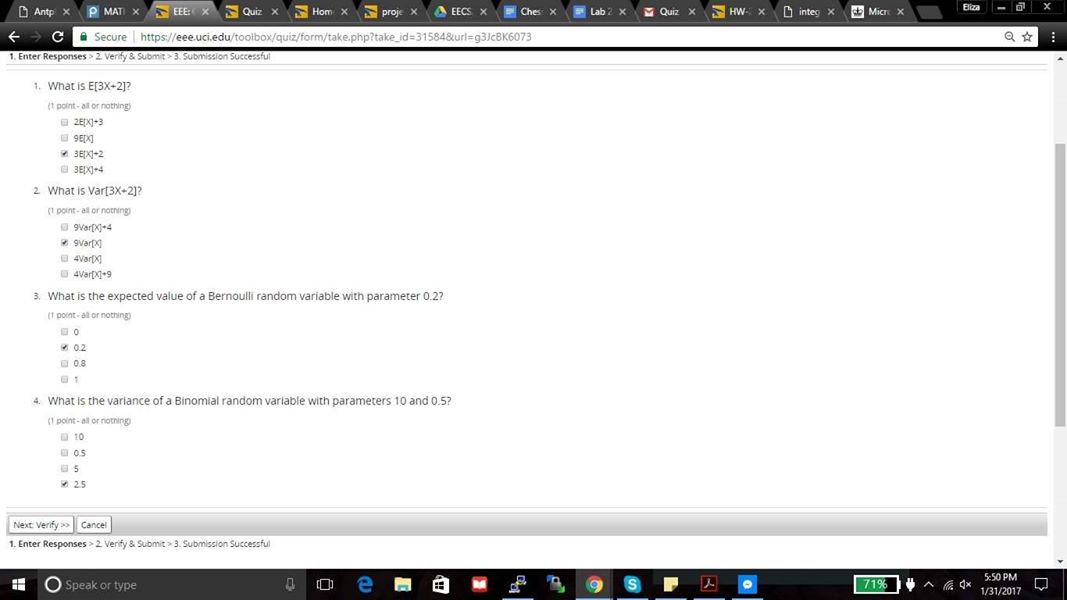 Antpl
MATI
EEE: 
Quiz
Hom
proje
EECS
Ches
Lab 2
Quiz
HW-
integ
Micro
Eliza
Secure
https://eee.uci.edu/toolbox/quiz/form/take.php?take_id=31584&url=g3JcBK6073
1. Enter Responses > 2. Verify & Submit > 3. Submission Successful
1. What is E[3X+2]?
(1 point - all or nothing)
2E[X]+3
9E[X]
3E[X]+2
3E[X]+4
2. What is Var[3X+2]?
(1 point - all or nothing)
9Var[X]+4
9Var[X]
4Var[X]
4Var[X]+9
3. What is the expected value of a Bernoulli random variable with parameter 0.2?
(1 point - all or nothing)
0
0.2
0.8
1
4. What is the variance of a Binomial random variable with parameters 10 and 0.5?
(1 point - all or nothing)
10
0.5
5
2.5
Next: Verify >> Cancel
1. Enter Responses > 2. Verify & Submit > 3. Submission Successful
Speak or type
71%
5:50 PM
1/31/2017